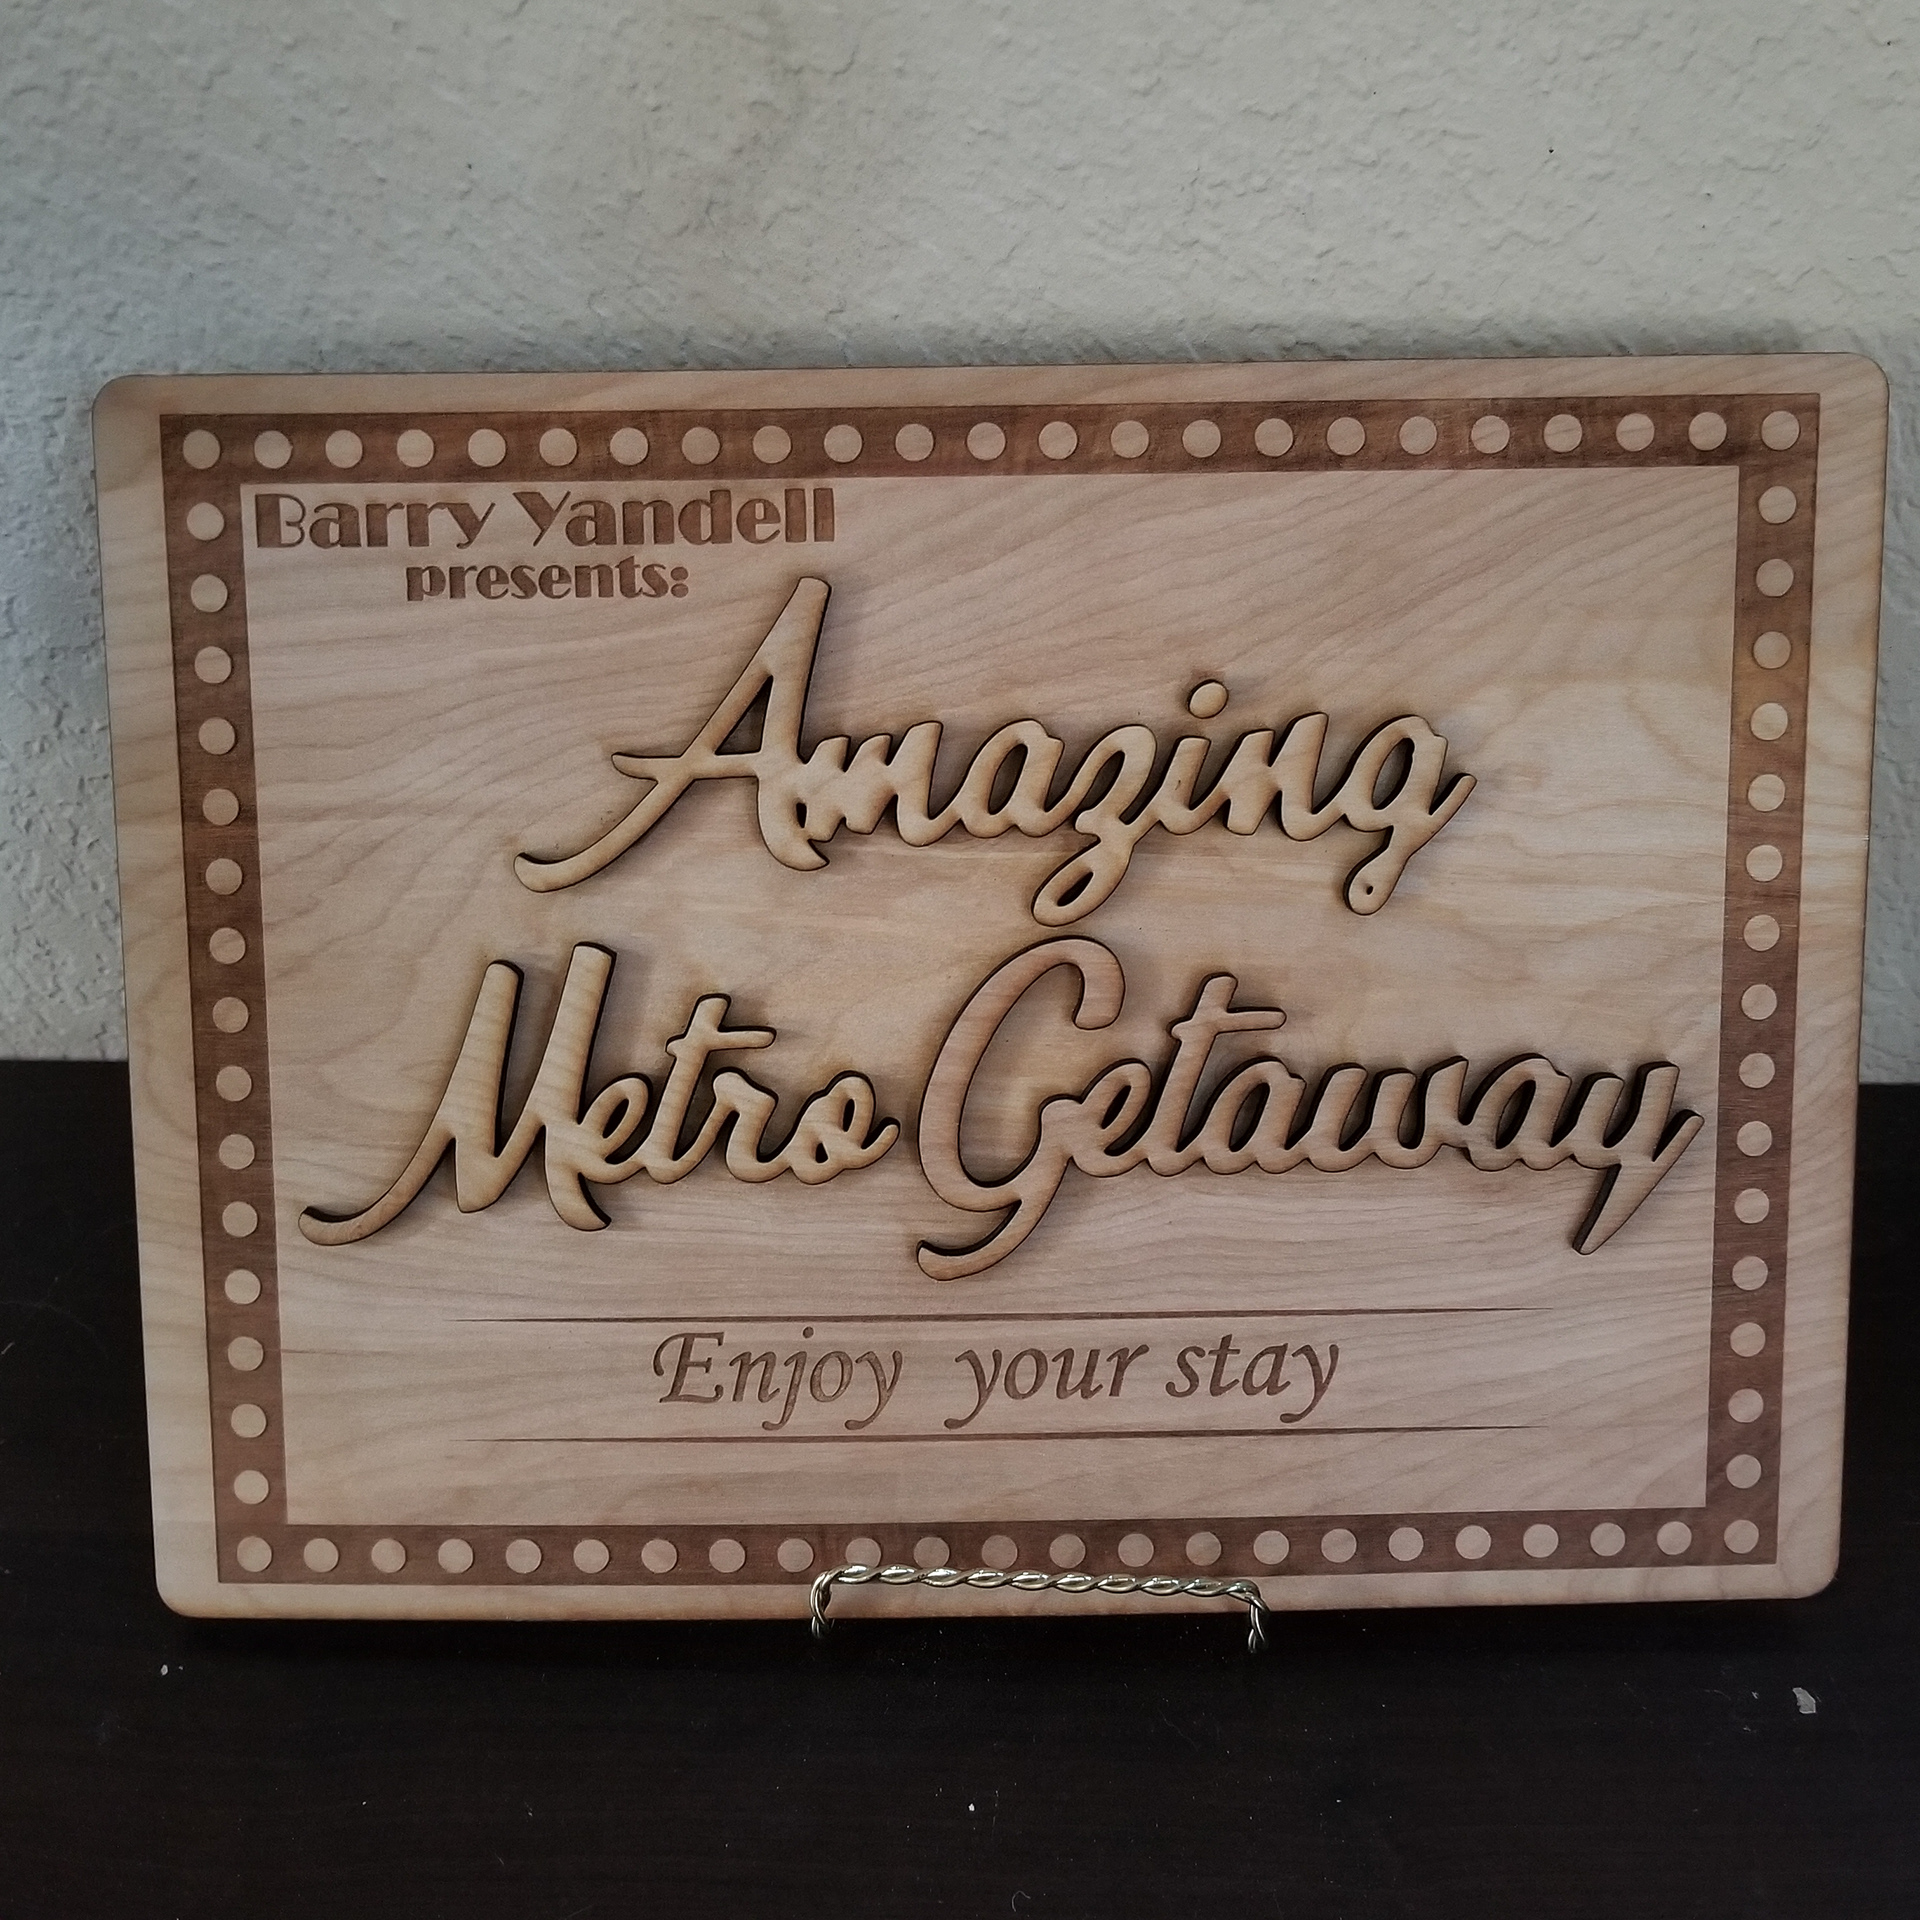 Barry Yandell
presents:
Amazing
Metro Getaway
Enjoy your stay